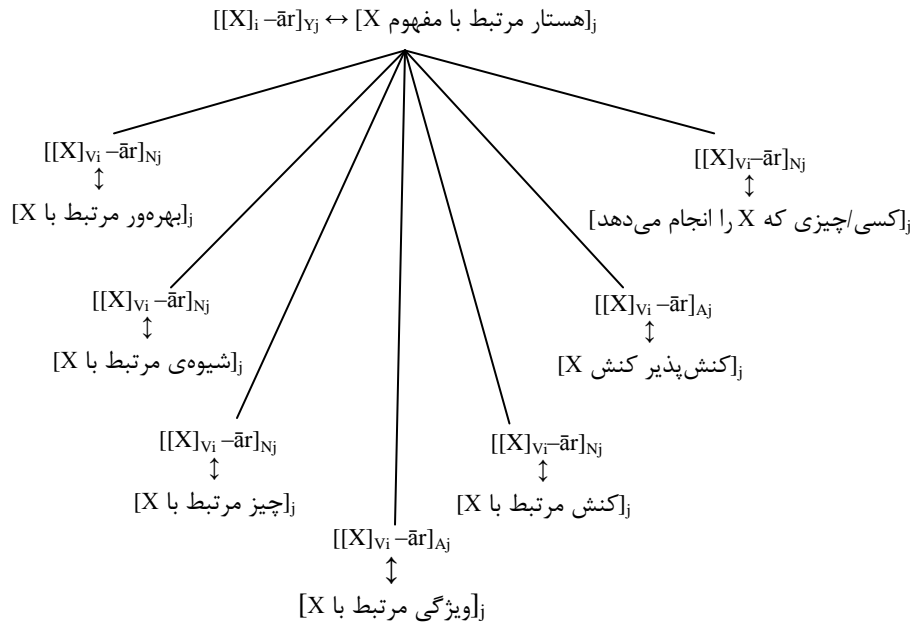 [[X]i –ār]Yj ↔ [هستار مرتبط با مفهوم X]j
[[X]Vi –ār]Nj
↕
[بهره‌ور مرتبط با X]j
[[X]Vi–ār]Nj
↕
[کسی/چیزی که X را انجام می‌دهد]j
[[X]Vi –ār]Nj
↕
[شیوه‌ی مرتبط با X]j
[[X]Vi –ār]Aj
↕
[کنش‌پذیر کنش X]j
[[X]Vi –ār]Nj
↕
[چیز مرتبط با X]j
[[X]Vi–ār]Nj
↕
[کنش مرتبط با X]j
[[X]Vi –ār]Aj
↕
[ویژگی مرتبط با X]j